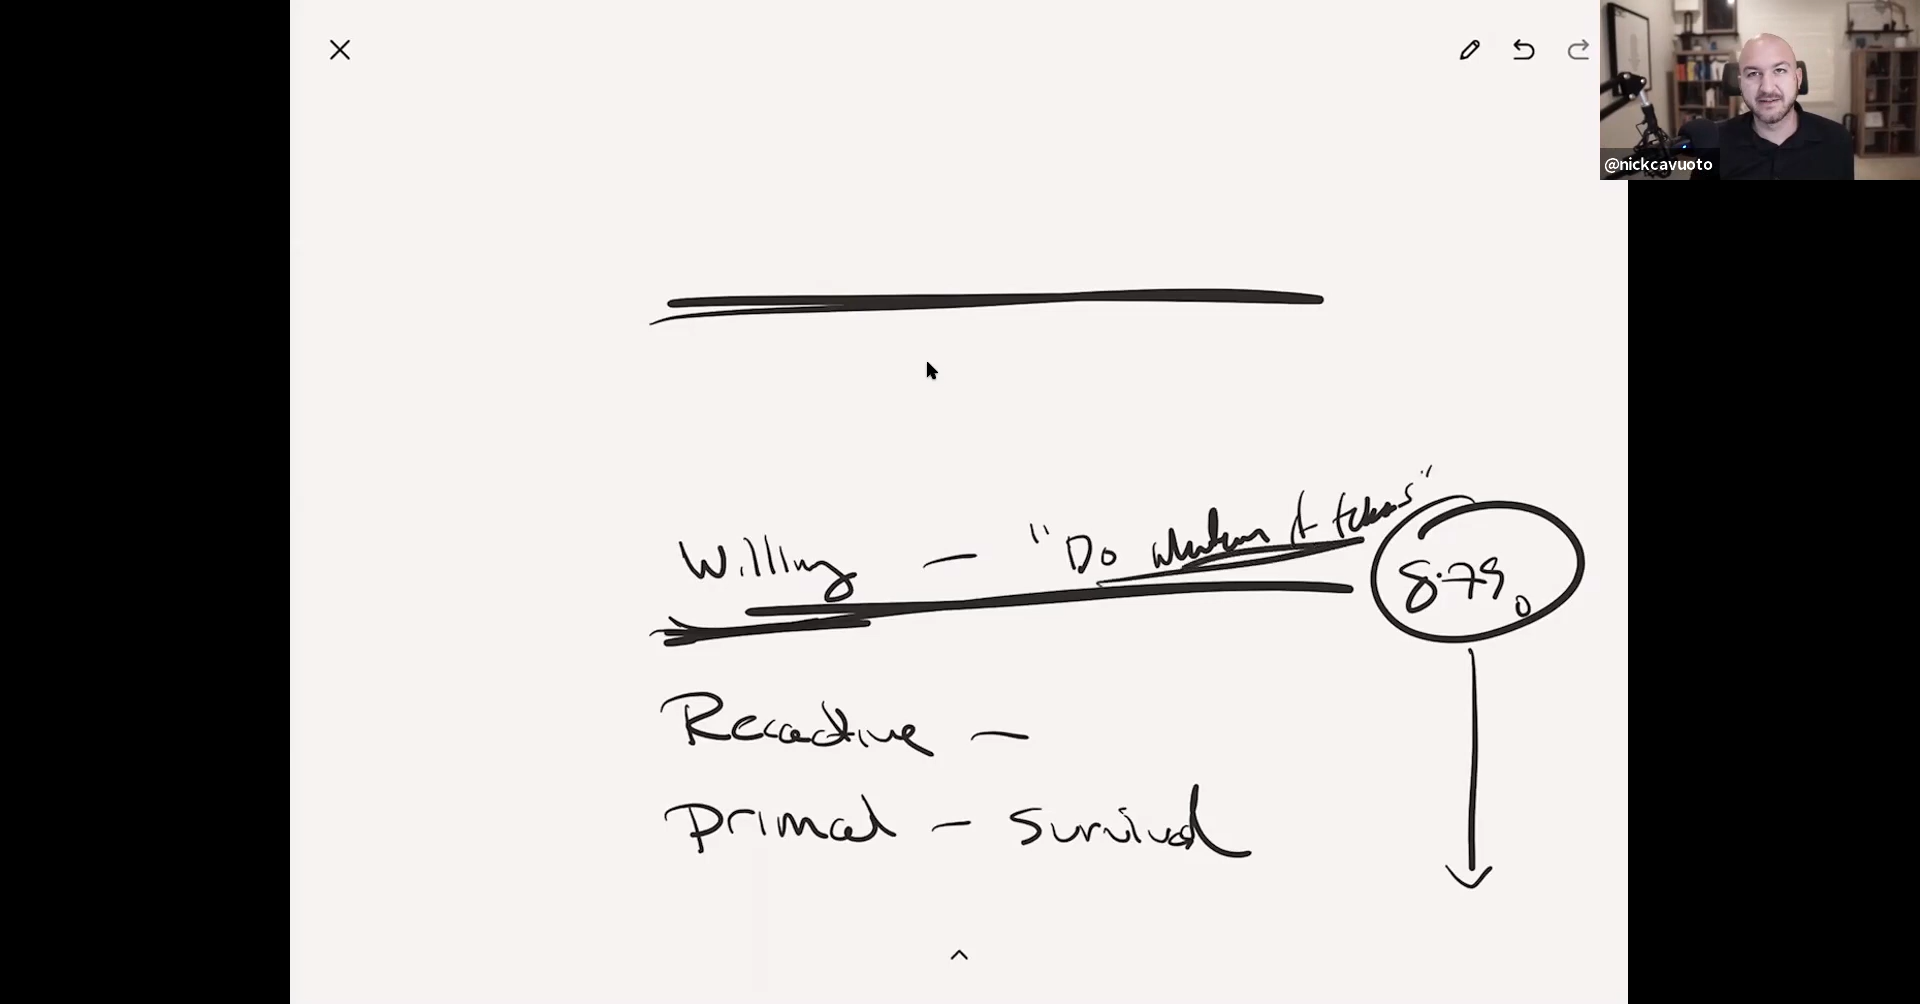 @nickcavuoto
Willing — "Do whatever it takes"
8.79
Reactive —
Primal — Survival